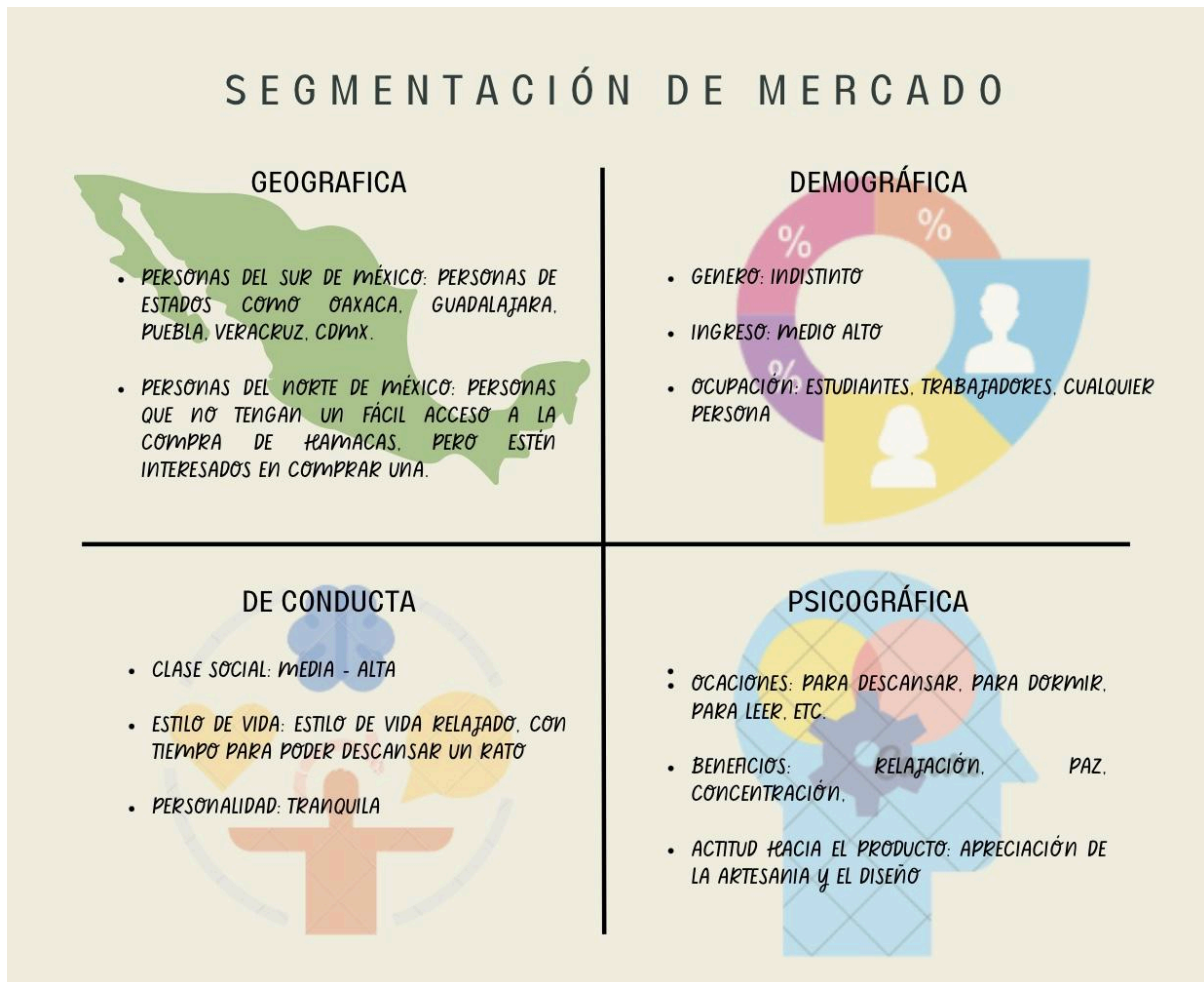 SEGMENTACIÓN DE MERCADO
GEOGRAFICA
• PERSONAS DEL SUR DE MÉXICO: PERSONAS DE
ESTADOS COMO OAXACA, GUADALAJARA,
PUEBLA, VERACRUZ, CDMX.
• PERSONAS DEL NORTE DE MÉXICO: PERSONAS
QUE NO TENGAN UN FÁCIL ACCESO A LA
COMPRA DE HAMACAS, PERO ESTÉN
INTERESADOS EN COMPRAR UNA.
DEMOGRÁFICA
% %
%
• GENERO: INDISTINTO
• INGRESO: MEDIO ALTO
• OCUPACIÓN: ESTUDIANTES, TRABAJADORES, CUALQUIER
PERSONA
DE CONDUCTA
• CLASE SOCIAL: MEDIA - ALTA
• ESTILO DE VIDA: ESTILO DE VIDA RELAJADO, CON
TIEMPO PARA PODER DESCANSAR UN RATO
• PERSONALIDAD: TRANQUILA
PSICOGRÁFICA
•
• OCACIONES: PARA DESCANSAR, PARA DORMIR,
PARA LEER, ETC.
• BENEFICIOS: RELAJACIÓN, PAZ,
CONCENTRACIÓN,
• ACTITUD HACIA EL PRODUCTO: APRECIACIÓN DE
LA ARTESANIA Y EL DISEÑO